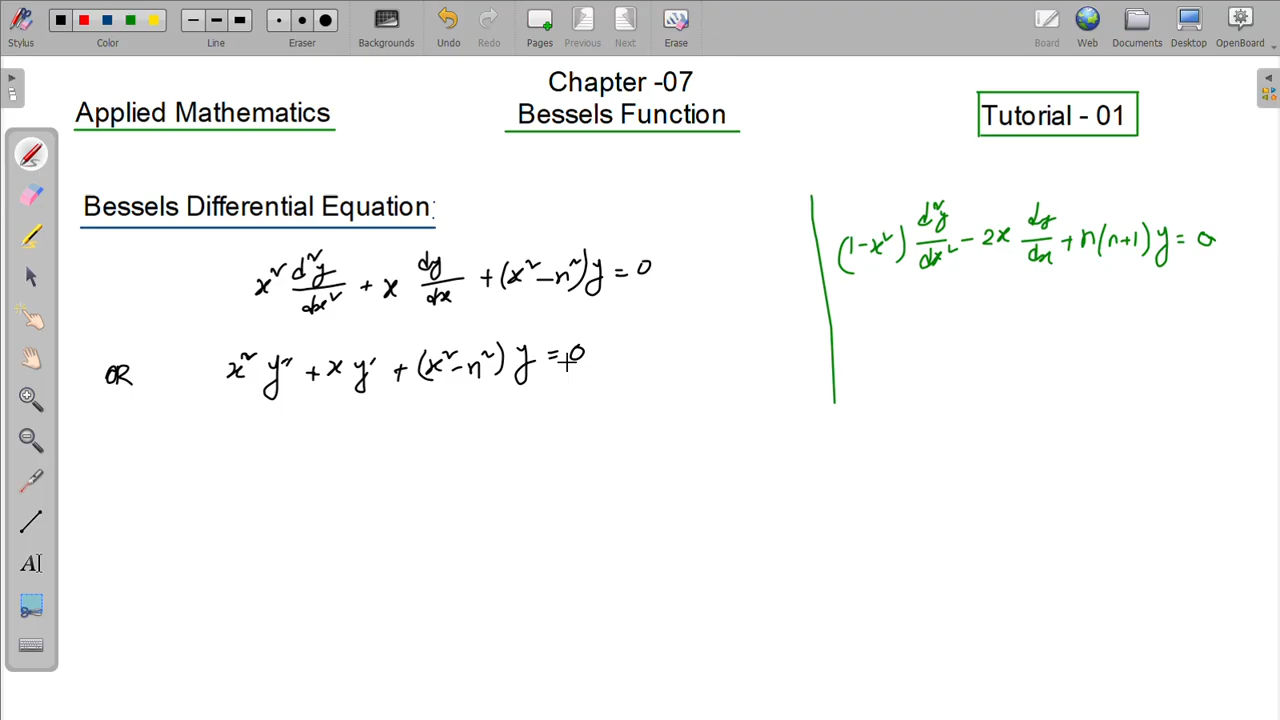 Stylus Color Line Eraser Backgrounds Undo Redo Pages Previous Next Erase Board Web Documents Desktop OpenBoard
Chapter -07
Applied Mathematics Bessels Function Tutorial - 01
Bessels Differential Equation:
x² d²y/dx² + x dy/dx + (x² - n²)y = 0
OR x² y″ + x y′ + (x² - n²) y = 0
(1-x²) d²y/dx² - 2x dy/dx + n(n+1) y = 0
AI